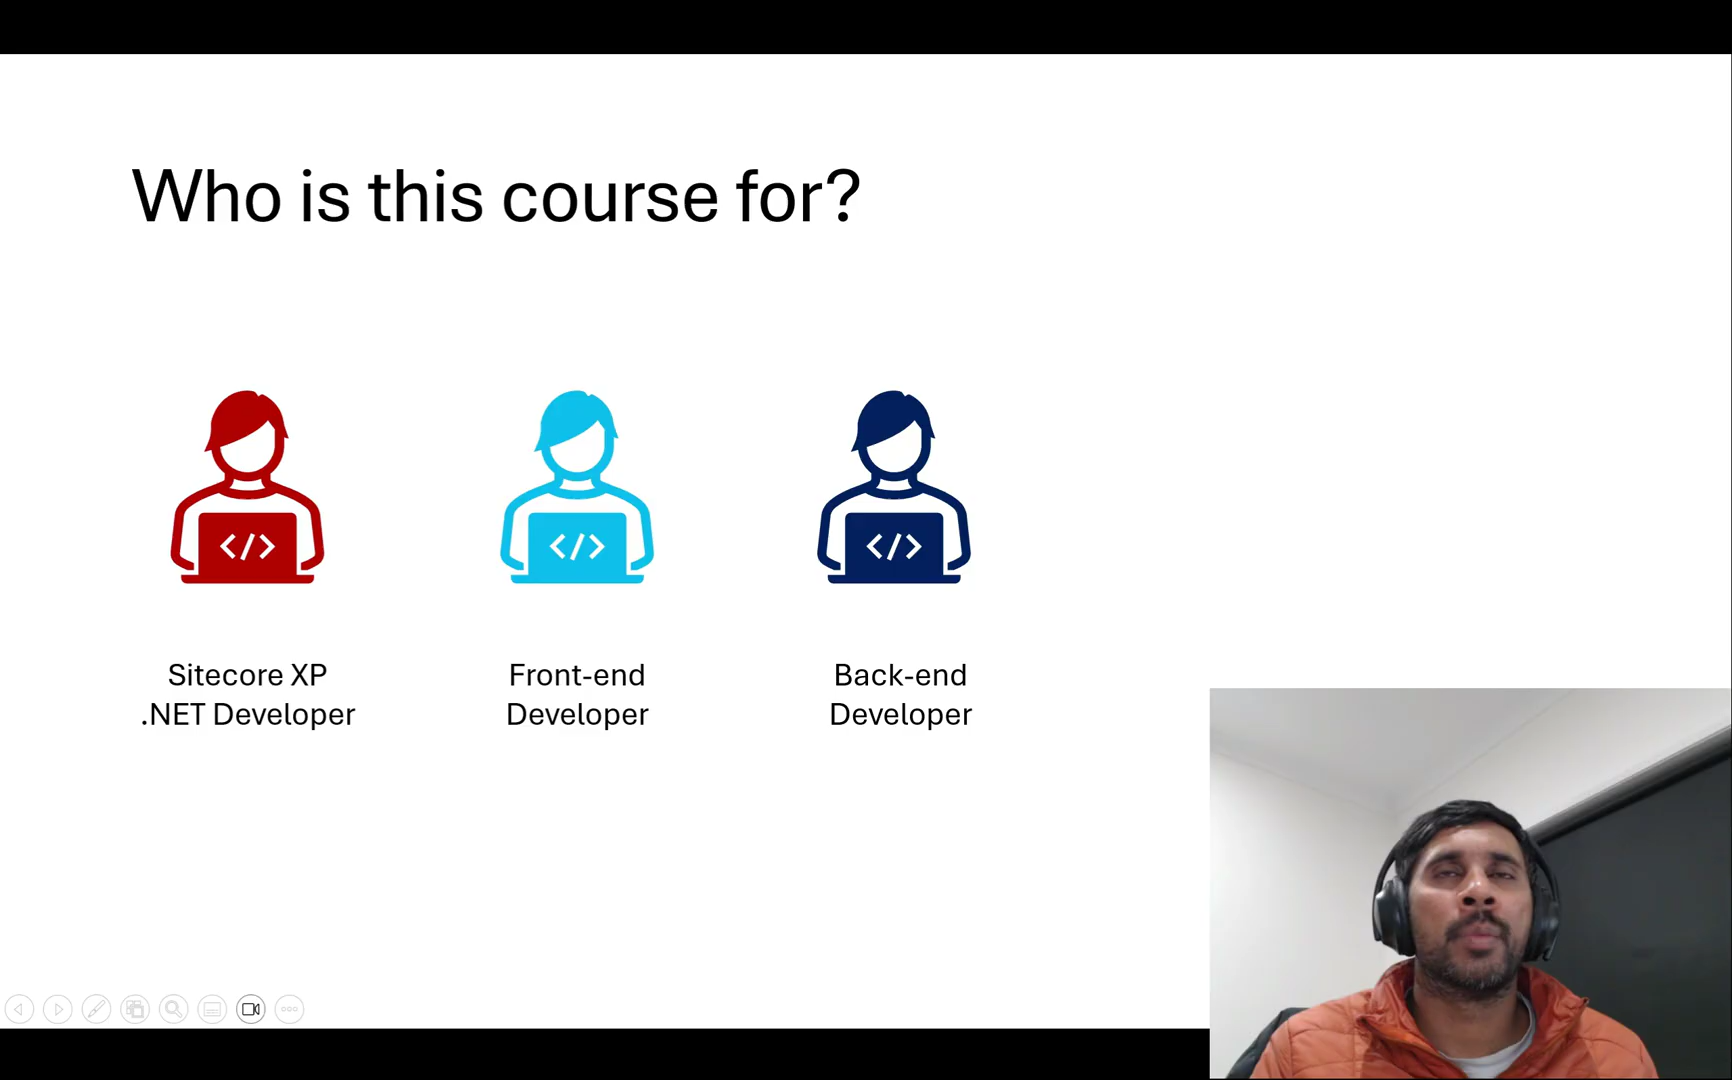 Who is this course for?
</>
</>
</>
Sitecore XP
.NET Developer
Front-end
Developer
Back-end
Developer